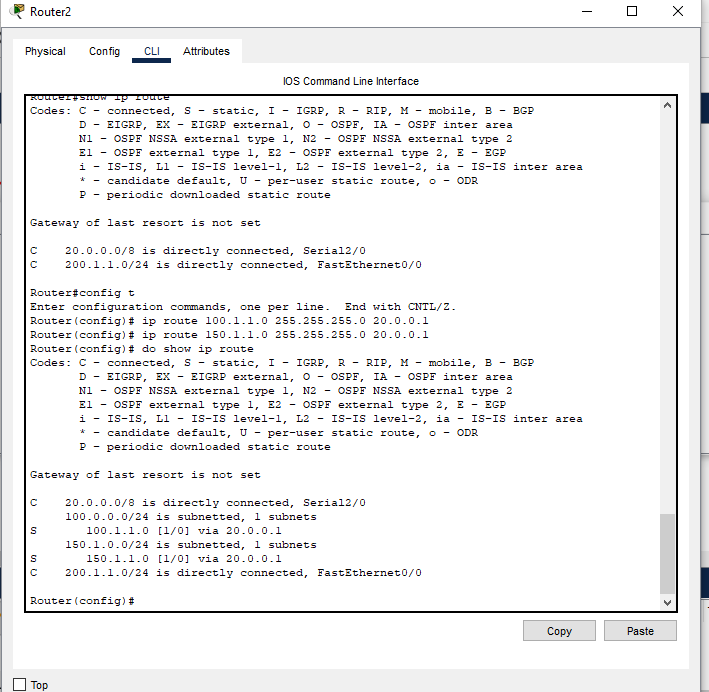 Router2
Physical Config CLI Attributes
IOS Command Line Interface
Router#show ip route
Codes: C - connected, S - static, I - IGRP, R - RIP, M - mobile, B - BGP
D - EIGRP, EX - EIGRP external, O - OSPF, IA - OSPF inter area
N1 - OSPF NSSA external type 1, N2 - OSPF NSSA external type 2
E1 - OSPF external type 1, E2 - OSPF external type 2, E - EGP
i - IS-IS, L1 - IS-IS level-1, L2 - IS-IS level-2, ia - IS-IS inter area
* - candidate default, U - per-user static route, o - ODR
P - periodic downloaded static route
Gateway of last resort is not set
C 20.0.0.0/8 is directly connected, Serial2/0
C 200.1.1.0/24 is directly connected, FastEthernet0/0
Router#config t
Enter configuration commands, one per line. End with CNTL/Z.
Router(config)# ip route 100.1.1.0 255.255.255.0 20.0.0.1
Router(config)# ip route 150.1.1.0 255.255.255.0 20.0.0.1
Router(config)# do show ip route
Codes: C - connected, S - static, I - IGRP, R - RIP, M - mobile, B - BGP
D - EIGRP, EX - EIGRP external, O - OSPF, IA - OSPF inter area
N1 - OSPF NSSA external type 1, N2 - OSPF NSSA external type 2
E1 - OSPF external type 1, E2 - OSPF external type 2, E - EGP
i - IS-IS, L1 - IS-IS level-1, L2 - IS-IS level-2, ia - IS-IS inter area
* - candidate default, U - per-user static route, o - ODR
P - periodic downloaded static route
Gateway of last resort is not set
C 20.0.0.0/8 is directly connected, Serial2/0
100.0.0.0/24 is subnetted, 1 subnets
S 100.1.1.0 [1/0] via 20.0.0.1
150.1.0.0/24 is subnetted, 1 subnets
S 150.1.1.0 [1/0] via 20.0.0.1
C 200.1.1.0/24 is directly connected, FastEthernet0/0
Router(config)#
Copy Paste
Top